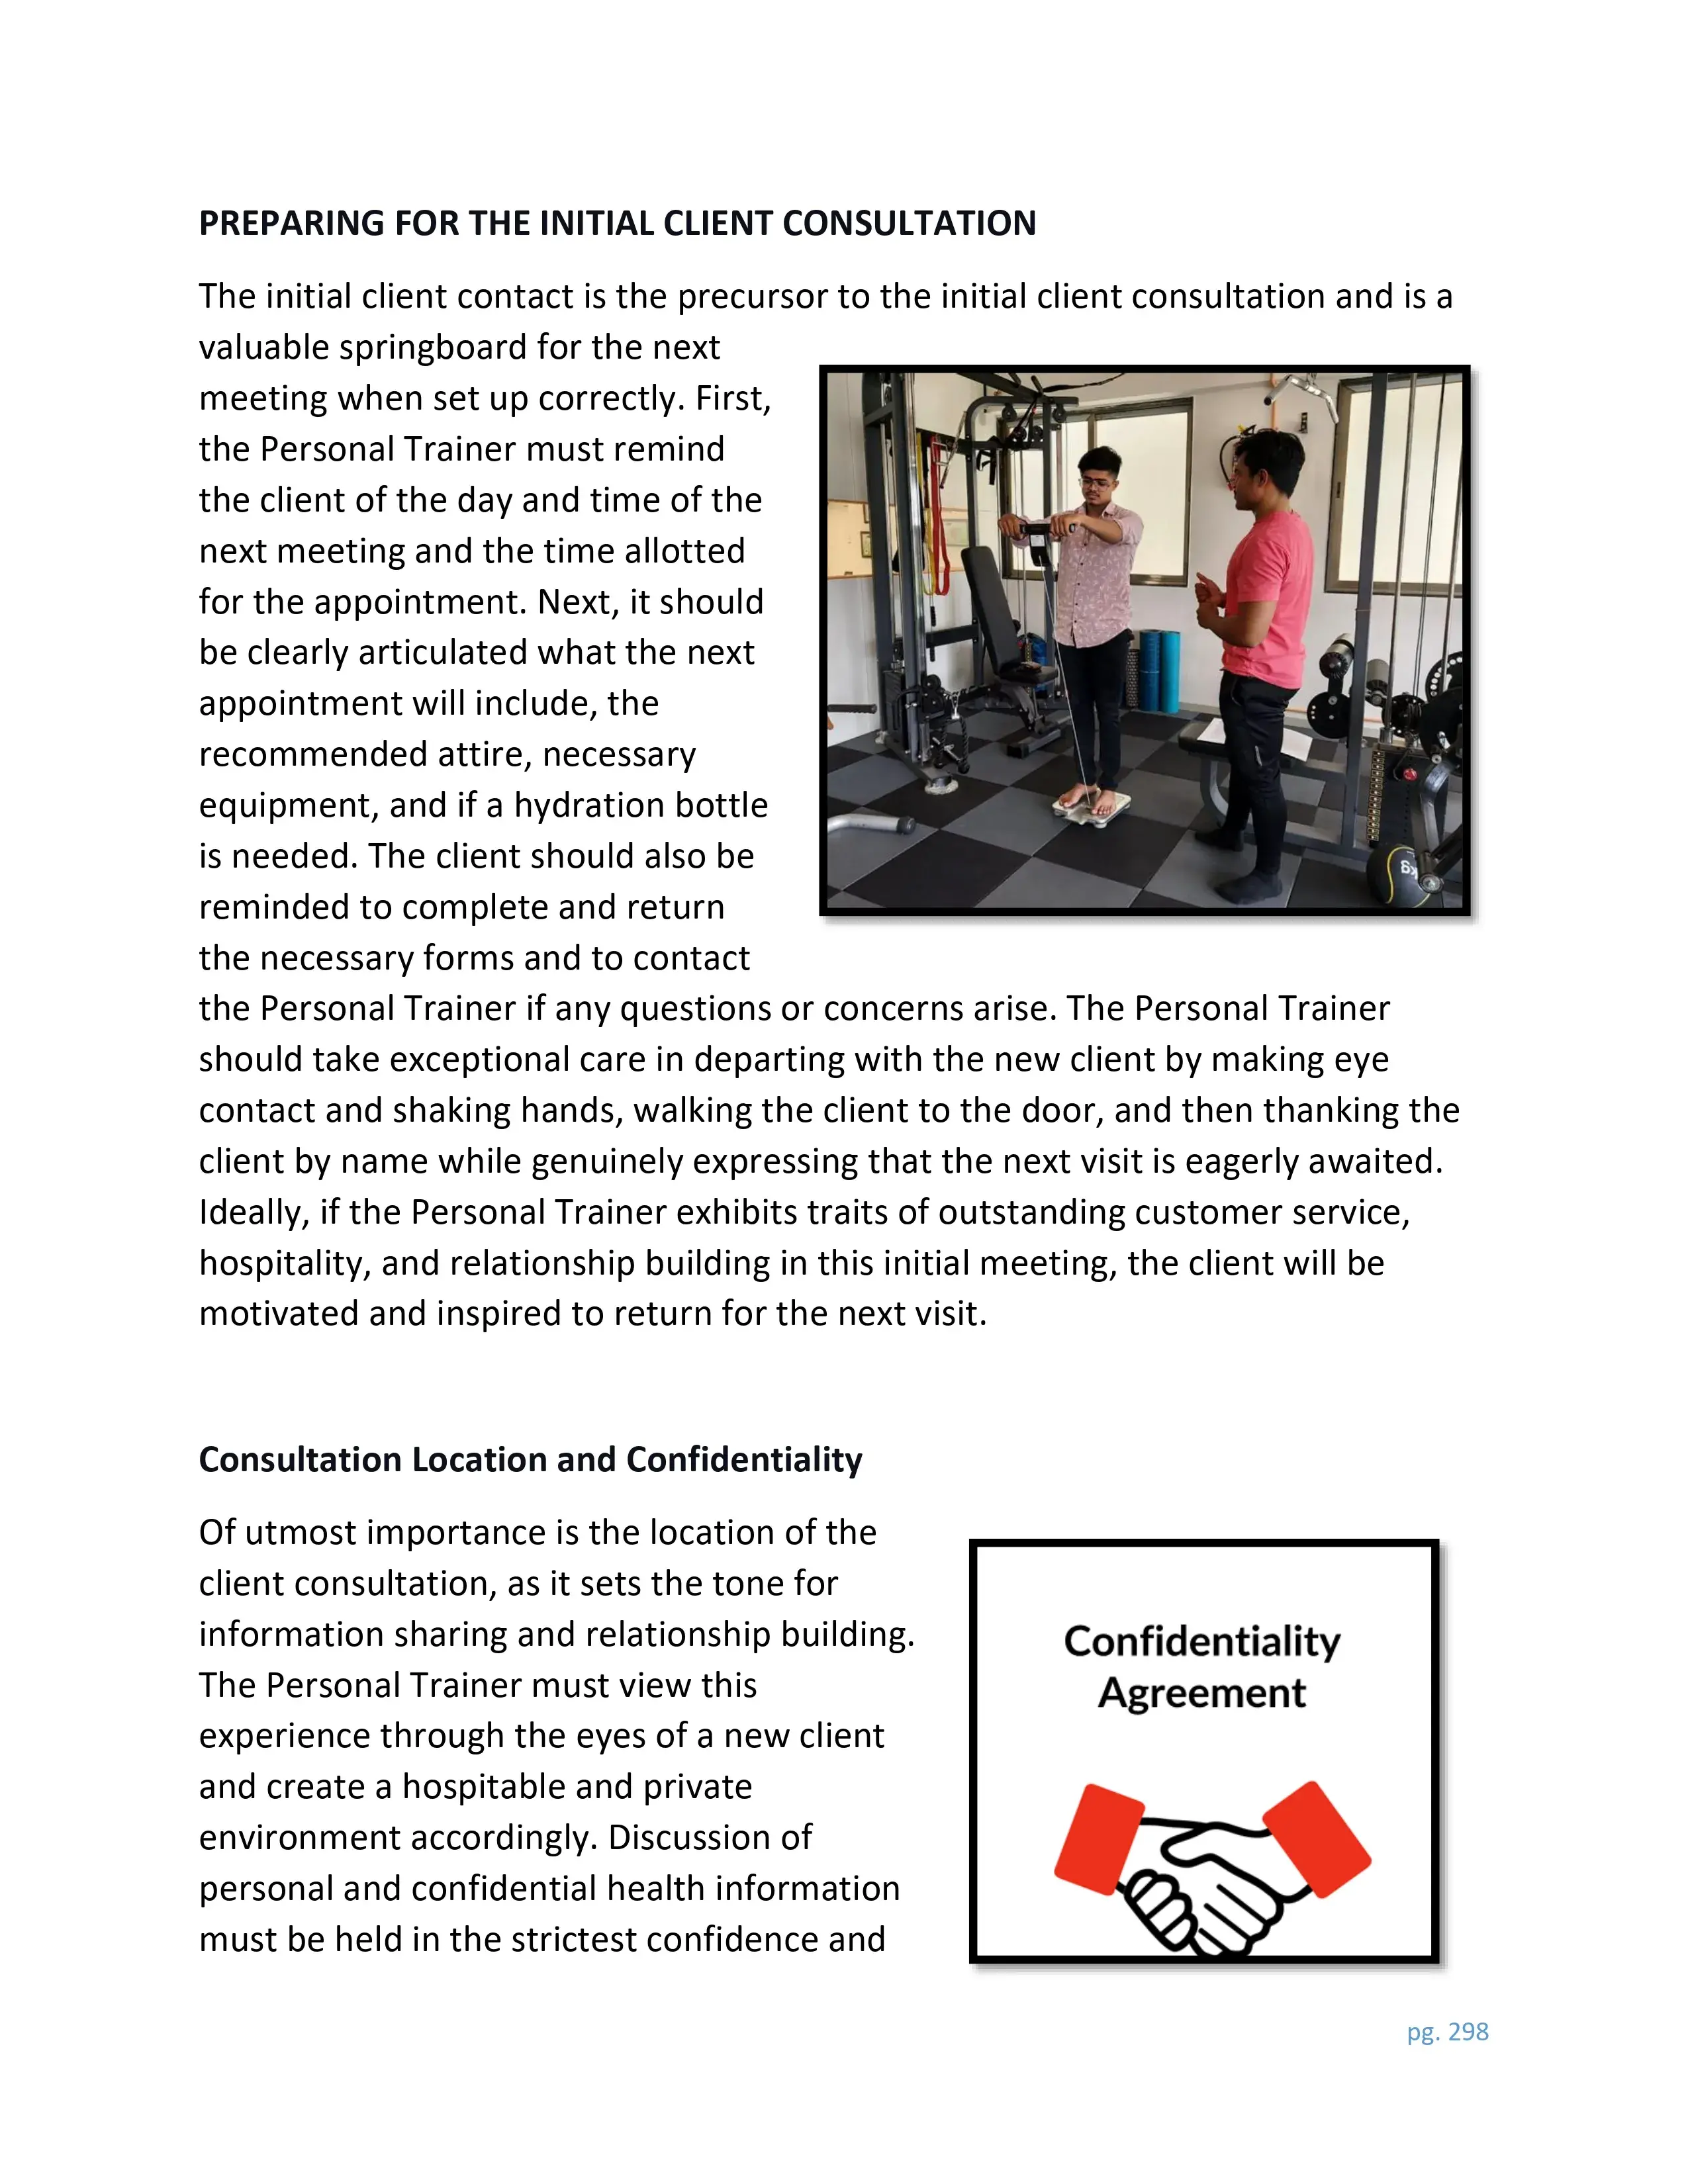 PREPARING FOR THE INITIAL CLIENT CONSULTATION
The initial client contact is the precursor to the initial client consultation and is a
valuable springboard for the next
meeting when set up correctly. First,
the Personal Trainer must remind
the client of the day and time of the
next meeting and the time allotted
for the appointment. Next, it should
be clearly articulated what the next
appointment will include, the
recommended attire, necessary
equipment, and if a hydration bottle
is needed. The client should also be
reminded to complete and return
the necessary forms and to contact
the Personal Trainer if any questions or concerns arise. The Personal Trainer
should take exceptional care in departing with the new client by making eye
contact and shaking hands, walking the client to the door, and then thanking the
client by name while genuinely expressing that the next visit is eagerly awaited.
Ideally, if the Personal Trainer exhibits traits of outstanding customer service,
hospitality, and relationship building in this initial meeting, the client will be
motivated and inspired to return for the next visit.
Consultation Location and Confidentiality
Of utmost importance is the location of the
client consultation, as it sets the tone for
information sharing and relationship building.
The Personal Trainer must view this
experience through the eyes of a new client
and create a hospitable and private
environment accordingly. Discussion of
personal and confidential health information
must be held in the strictest confidence and
Confidentiality
Agreement
pg. 298